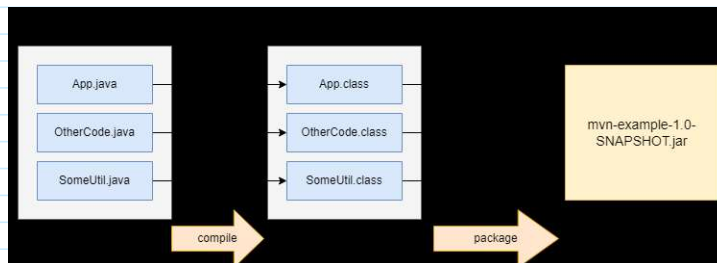 App.java
App.class
OtherCode.java
OtherCode.class
mvn-example-1.0-
SNAPSHOT.jar
SomeUtil.java
SomeUtil.class
compile
package